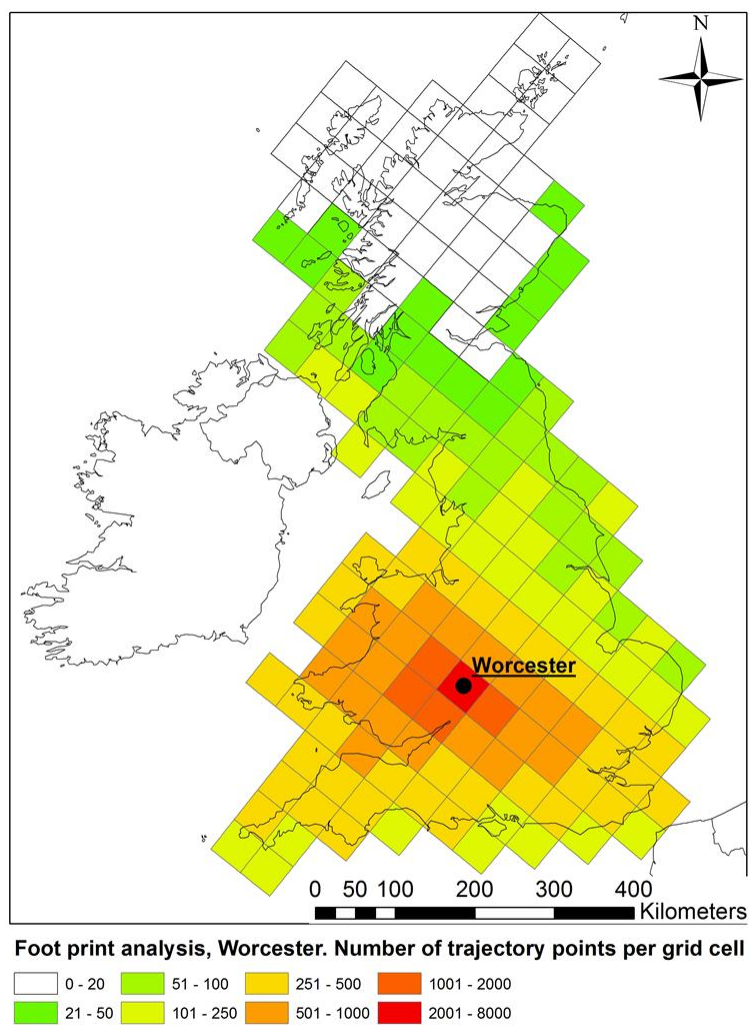 N
Worcester
0 50 100 200 300 400
Kilometers
Foot print analysis, Worcester. Number of trajectory points per grid cell
0 - 20 51 - 100 251 - 500 1001 - 2000
21 - 50 101 - 250 501 - 1000 2001 - 8000